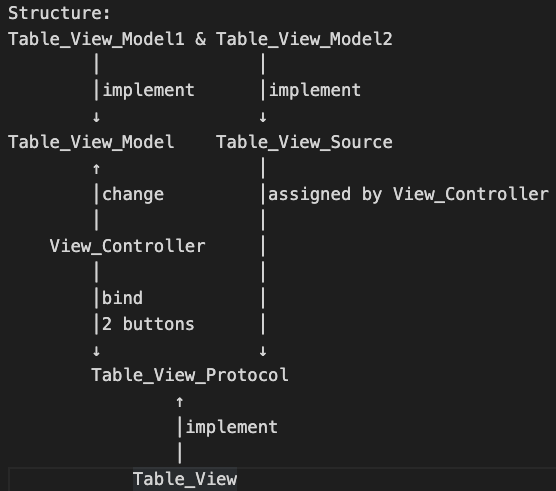 Structure:
Table_View_Model1 & Table_View_Model2
|                   |
|implement     |implement
↓                   ↓
Table_View_Model    Table_View_Source
↑                   |
|change         |assigned by View_Controller
|                   |
View_Controller     |
|                   |
|bind             |
|2 buttons     |
↓                   ↓
Table_View_Protocol
↑
|implement
|
Table_View